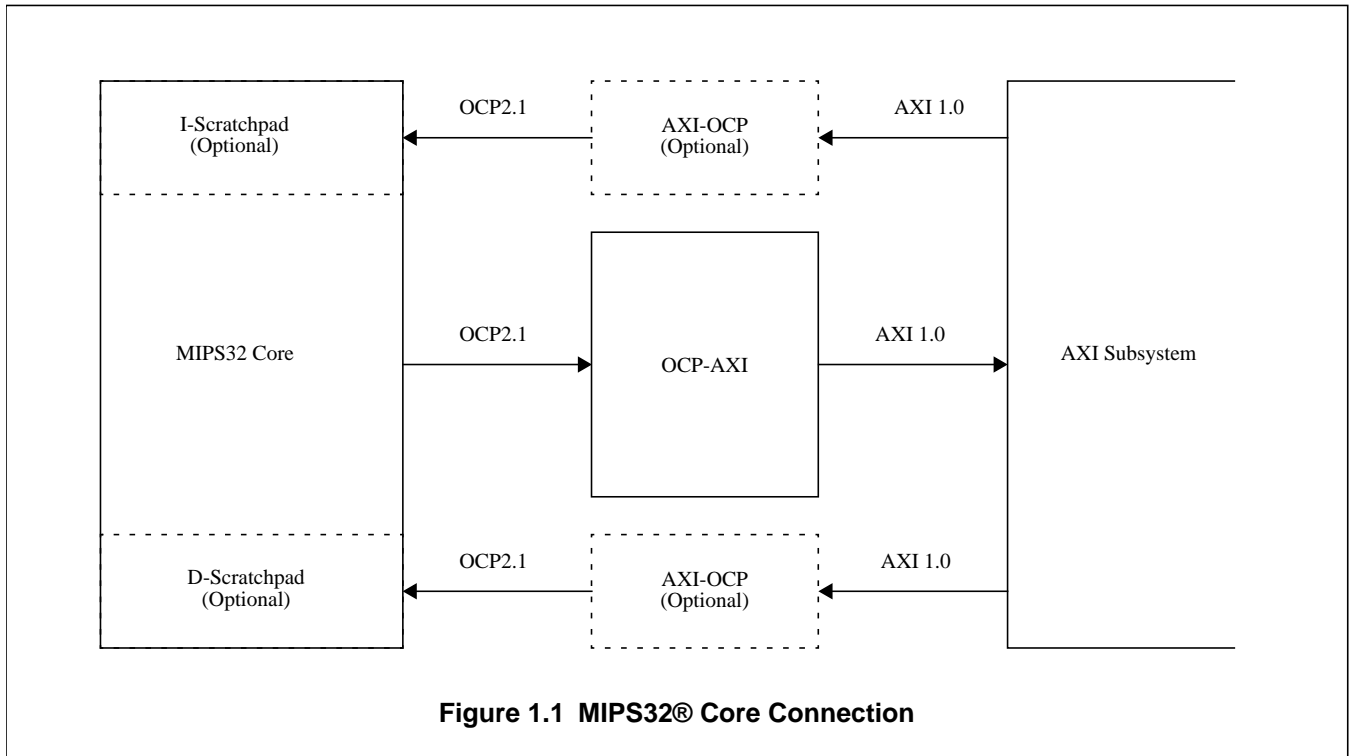 I-Scratchpad
(Optional)
OCP2.1
AXI-OCP
(Optional)
AXI 1.0
MIPS32 Core
OCP2.1
OCP-AXI
AXI 1.0
AXI Subsystem
D-Scratchpad
(Optional)
OCP2.1
AXI-OCP
(Optional)
AXI 1.0
Figure 1.1 MIPS32® Core Connection